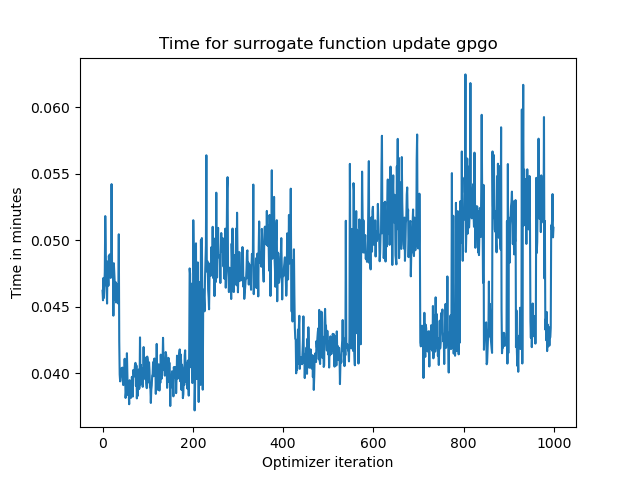 Time for surrogate function update gpgo
0.060
0.055
0.050
0.045
0.040
Time in minutes
0 200 400 600 800 1000
Optimizer iteration